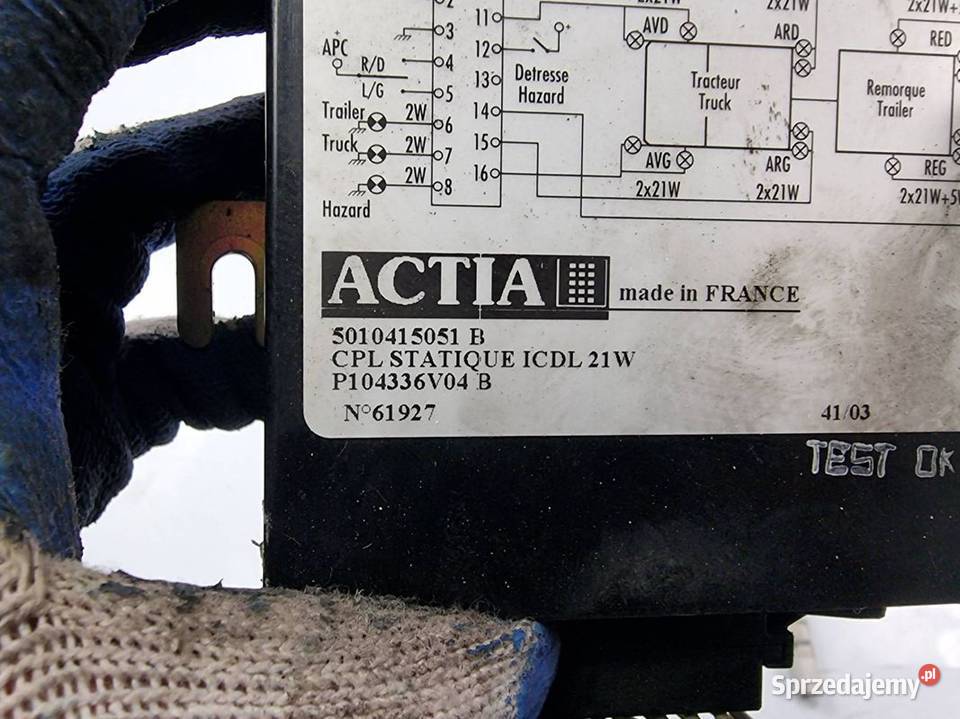 2
11
2x21W
2x21W
2x21W+
3
AVD
ARD
RED
APC
12
R/D
4
13
Detresse
Hazard
Tracteur
Truck
Remorque
Trailer
L/G
5
14
Trailer
2W
6
15
Truck
2W
7
16
AVG
ARG
REG
2W
8
2x21W
2x21W
2x21W+5W
Hazard
ACTIA
made in FRANCE
5010415051 B
CPL STATIQUE ICDL 21W
P104336V04 B
N°61927
41/03
TEST OK
Sprzedajemy.pl